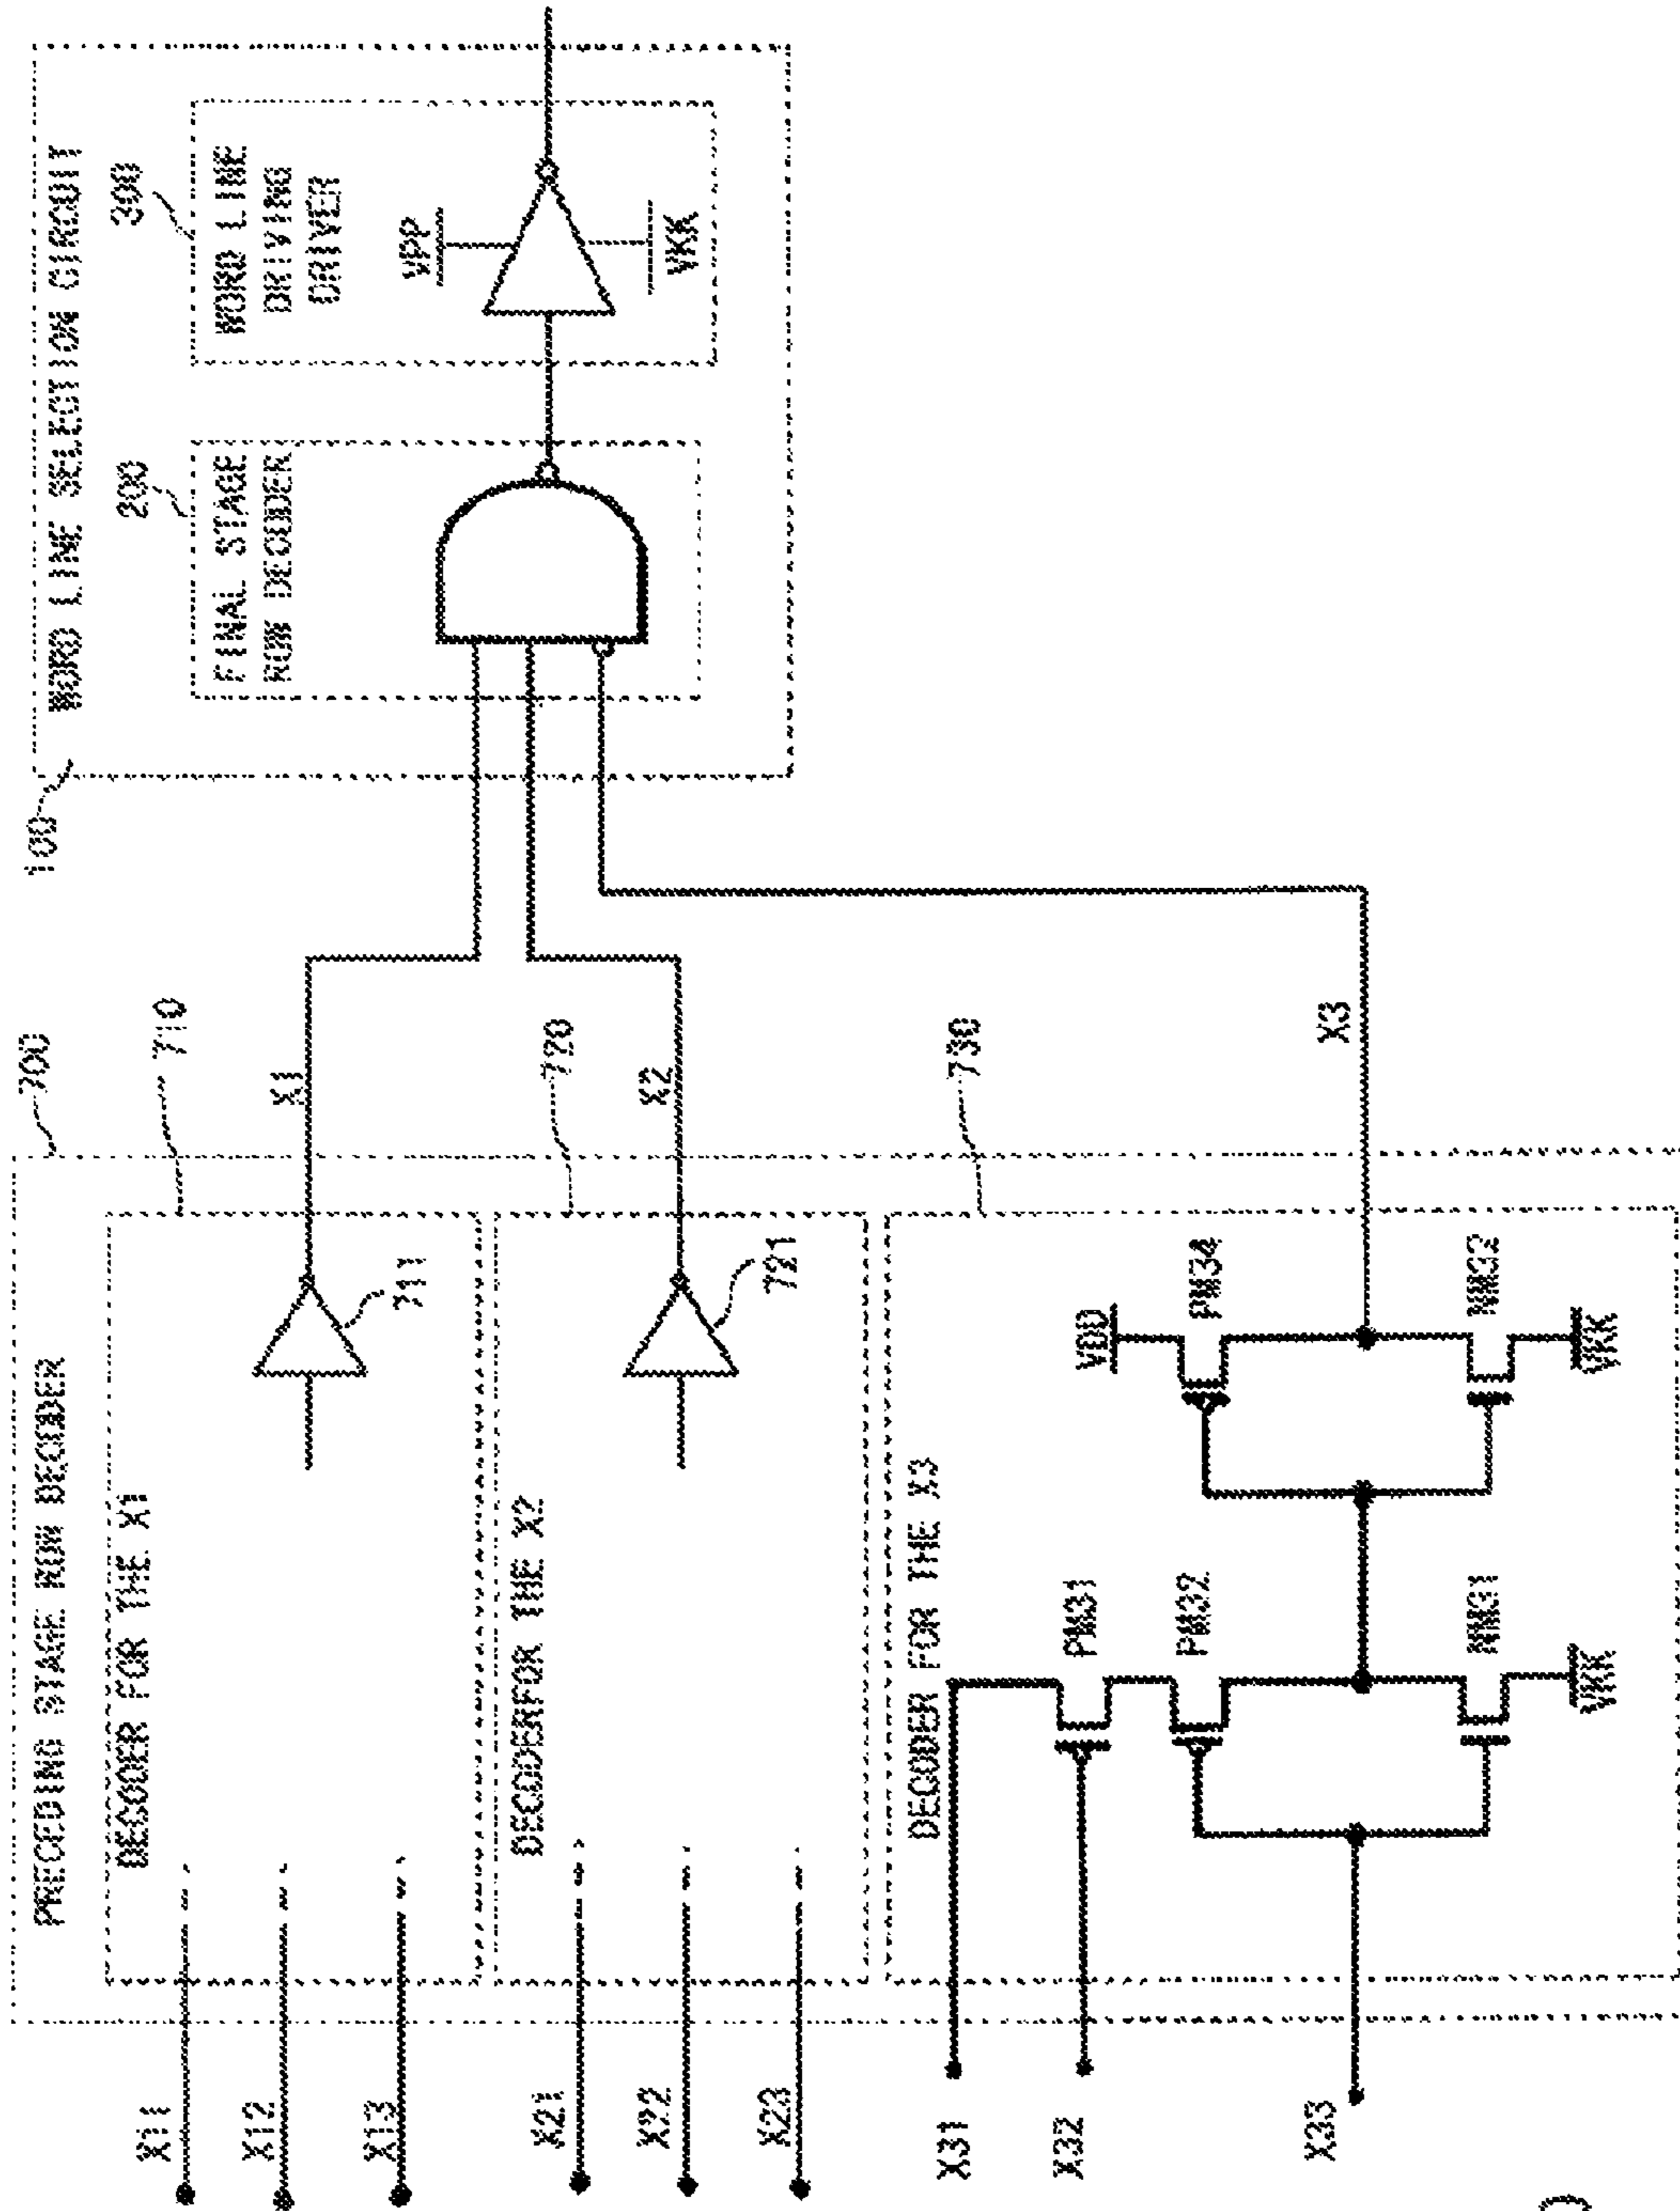 PRECEDING STAGE ROW DECODER
700
DECODER FOR THE X1
710
711
X1
X11
X12
X13
DECODERFOR THE X2
720
721
X2
X21
X22
X23
DECODER FOR THE X3
730
X31
X32
X33
PM31
PM32
NM31
VKK
VDD
PM34
NM32
VKK
X3
100
WORD LINE SELECTION CIRCUIT
200
FINAL STAGE
ROW DECODER
300
WORD LINE
DRIVING
DRIVER
VPP
VKK